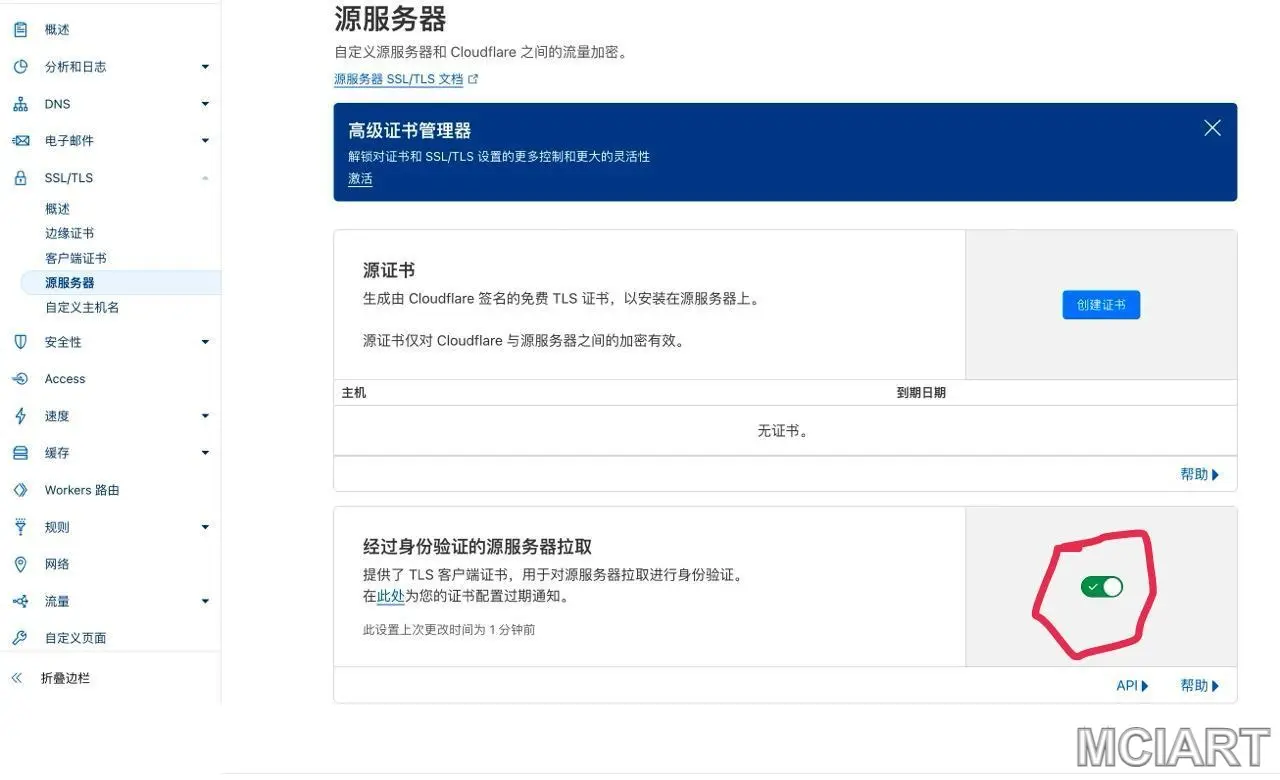 概述
分析和日志
DNS
电子邮件
SSL/TLS
概述
边缘证书
客户端证书
源服务器
自定义主机名
安全性
Access
速度
缓存
Workers 路由
规则
网络
流量
自定义页面
折叠边栏
源服务器
自定义源服务器和 Cloudflare 之间的流量加密。
源服务器 SSL/TLS 文档
高级证书管理器
解锁对证书和 SSL/TLS 设置的更多控制和更大的灵活性
激活
源证书
生成由 Cloudflare 签名的免费 TLS 证书，以安装在源服务器上。
源证书仅对 Cloudflare 与源服务器之间的加密有效。
创建证书
主机 到期日期
无证书。
帮助
经过身份验证的源服务器拉取
提供了 TLS 客户端证书，用于对源服务器拉取进行身份验证。
在此处为您的证书配置过期通知。
此设置上次更改时间为 1 分钟前
API 帮助
MCIART